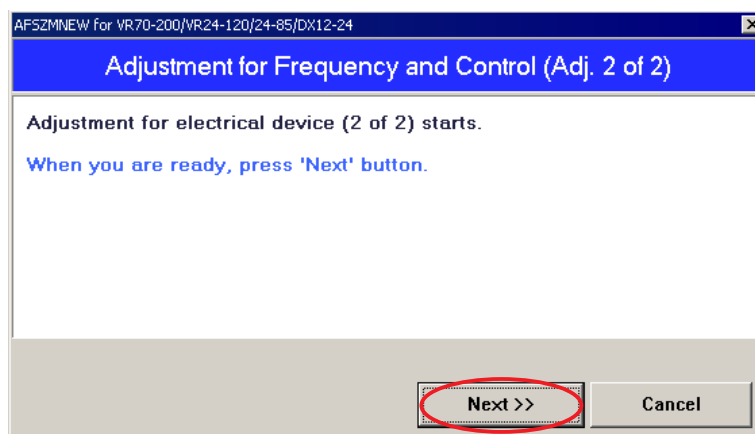 AFSZMNEW for VR70-200/VR24-120/24-85/DX12-24
Adjustment for Frequency and Control (Adj. 2 of 2)
Adjustment for electrical device (2 of 2) starts.
When you are ready, press 'Next' button.
Next >> Cancel